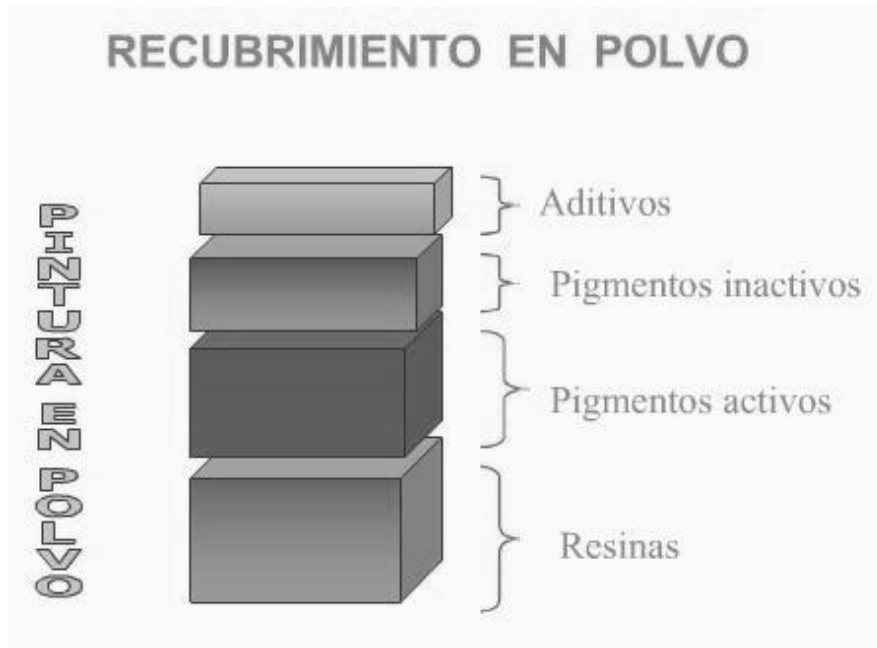 RECUBRIMIENTO EN POLVO
PINTURA EN POLVO
Aditivos
Pigmentos inactivos
Pigmentos activos
Resinas